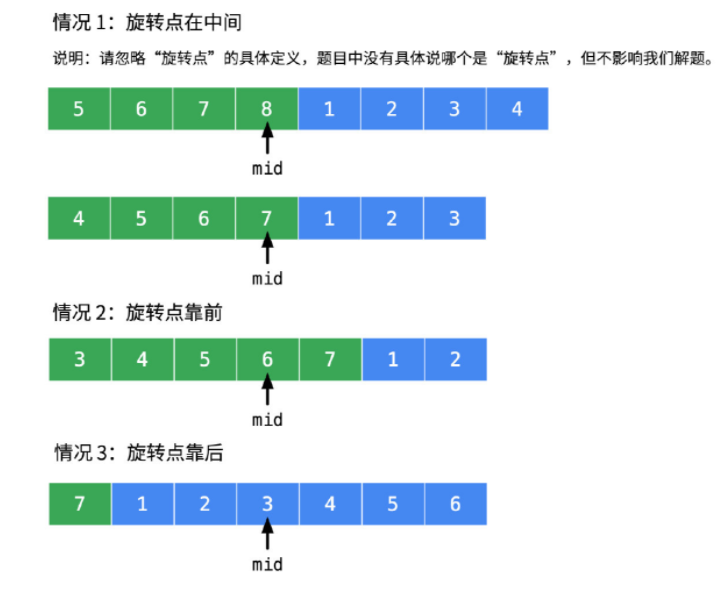 情况 1：旋转点在中间
说明：请忽略“旋转点”的具体定义，题目中没有具体说哪个是“旋转点”，但不影响我们解题。
5 6 7 8 1 2 3 4
mid
4 5 6 7 1 2 3
mid
情况 2：旋转点靠前
3 4 5 6 7 1 2
mid
情况 3：旋转点靠后
7 1 2 3 4 5 6
mid